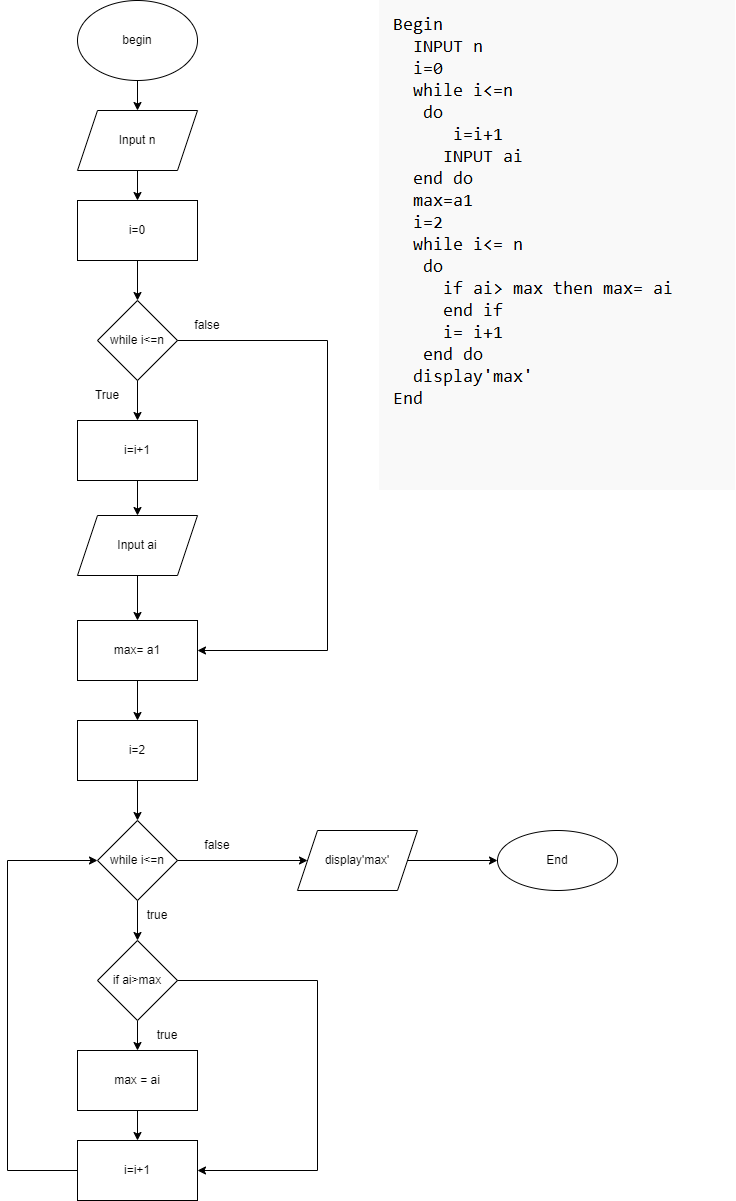 begin
Input n
i=0
while i<=n
false
True
i=i+1
Input ai
max= a1
i=2
while i<=n
false
display'max'
End
true
if ai>max
true
max = ai
i=i+1
Begin
INPUT n
i=0
while i<=n
do
i=i+1
INPUT ai
end do
max=a1
i=2
while i<= n
do
if ai> max then max= ai
end if
i= i+1
end do
display'max'
End